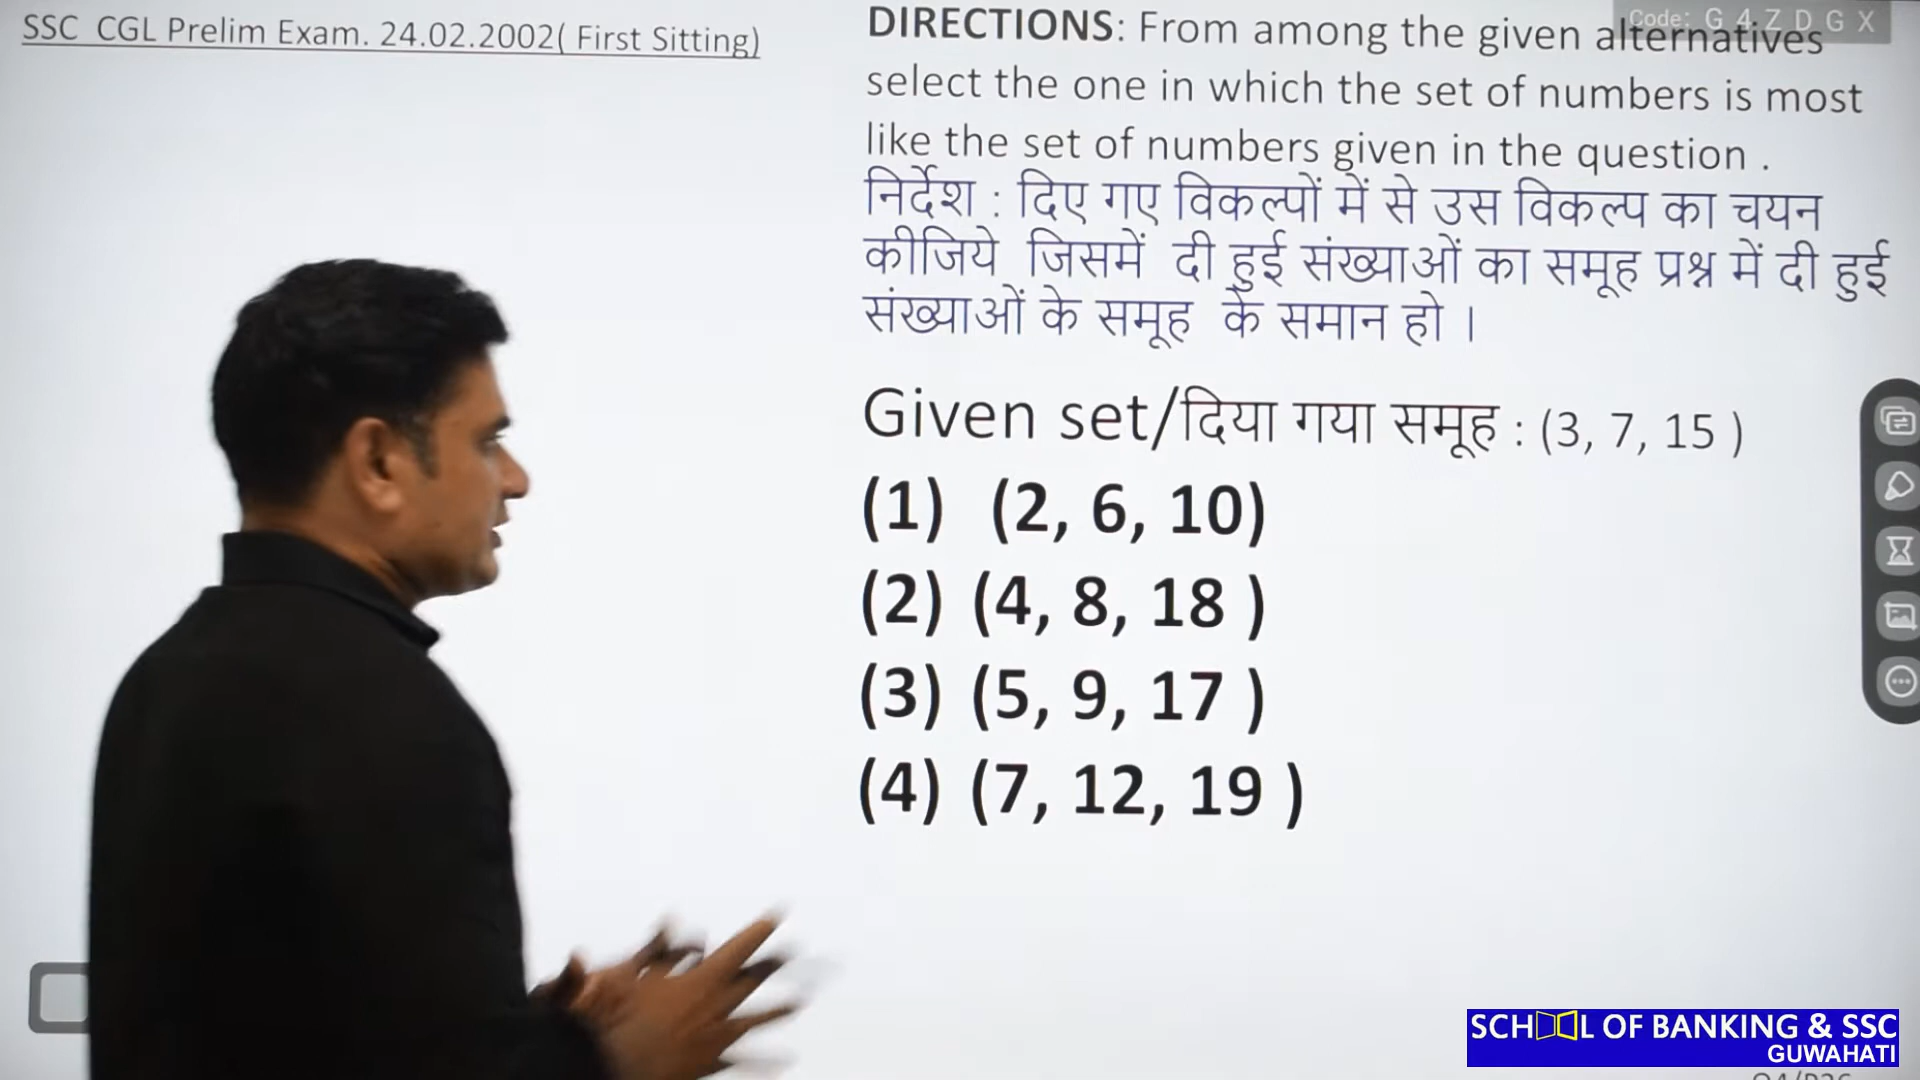 SSC CGL Prelim Exam. 24.02.2002( First Sitting)
Code: G 4 Z D G X
DIRECTIONS: From among the given alternatives
select the one in which the set of numbers is most
like the set of numbers given in the question .
निर्देश : दिए गए विकल्पों में से उस विकल्प का चयन
कीजिये जिसमें दी हुई संख्याओं का समूह प्रश्न में दी हुई
संख्याओं के समूह के समान हो ।
Given set/दिया गया समूह : (3, 7, 15 )
(1) (2, 6, 10)
(2) (4, 8, 18 )
(3) (5, 9, 17 )
(4) (7, 12, 19 )
SCHOOL OF BANKING & SSC
GUWAHATI